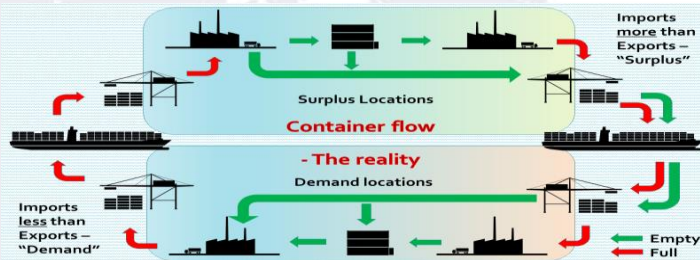 Imports
more than
Exports –
“Surplus”
Surplus Locations
Container flow
- The reality
Demand locations
Imports
less than
Exports –
“Demand”
Empty
Full